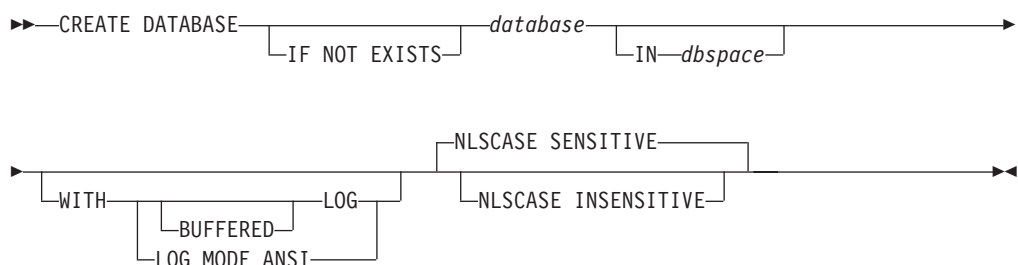 CREATE DATABASE database
IF NOT EXISTS IN dbspace
NLSCASE SENSITIVE
WITH LOG NLSCASE INSENSITIVE
BUFFERED
LOG MODE ANSI